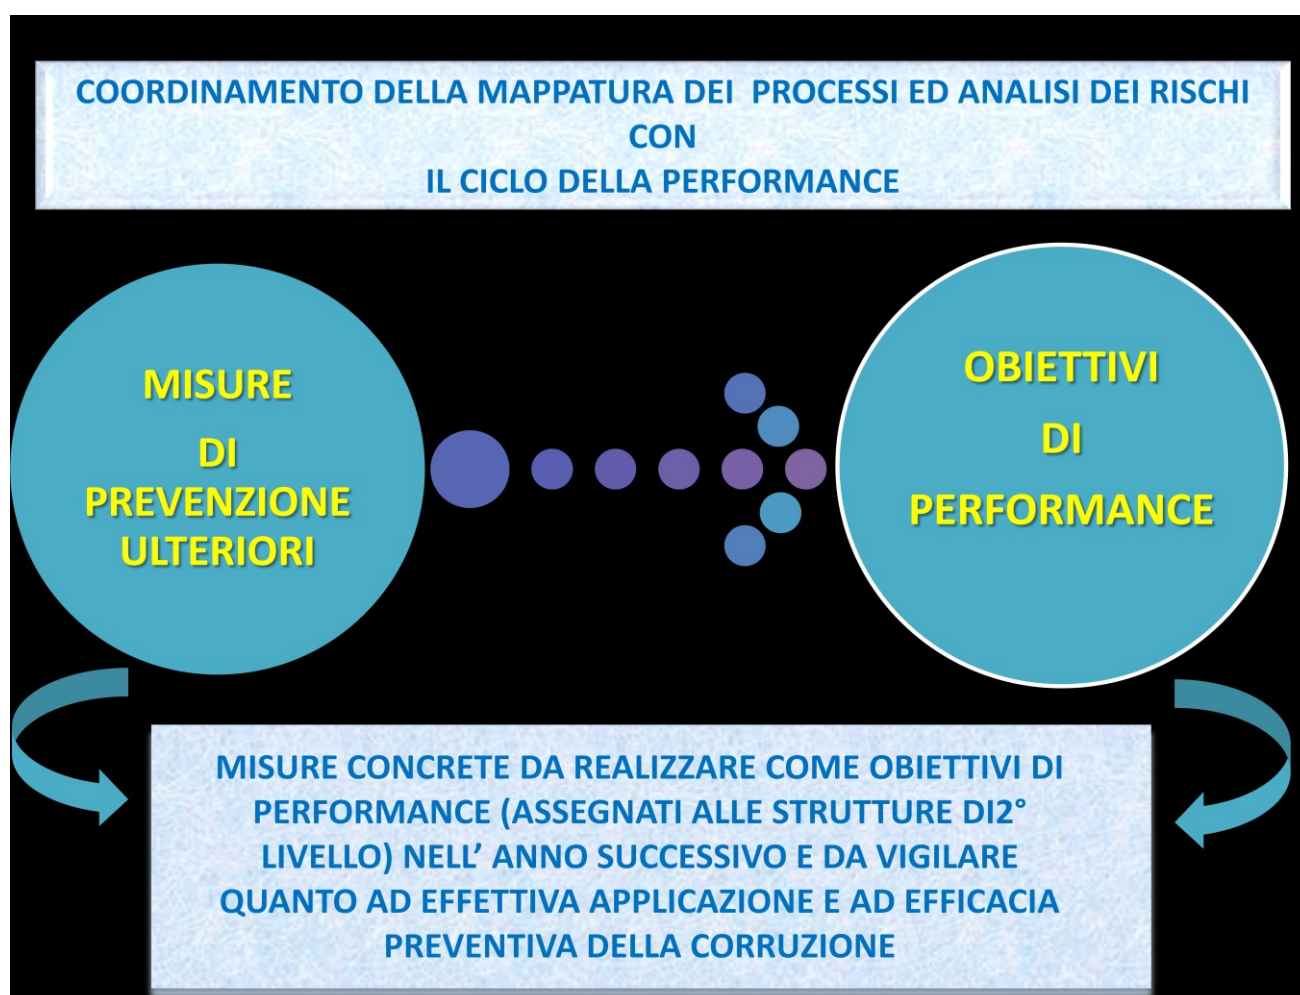 COORDINAMENTO DELLA MAPPATURA DEI PROCESSI ED ANALISI DEI RISCHI
CON
IL CICLO DELLA PERFORMANCE
MISURE
DI
PREVENZIONE
ULTERIORI
OBIETTIVI
DI
PERFORMANCE
MISURE CONCRETE DA REALIZZARE COME OBIETTIVI DI
PERFORMANCE (ASSEGNATI ALLE STRUTTURE DI2°
LIVELLO) NELL’ ANNO SUCCESSIVO E DA VIGILARE
QUANTO AD EFFETTIVA APPLICAZIONE E AD EFFICACIA
PREVENTIVA DELLA CORRUZIONE